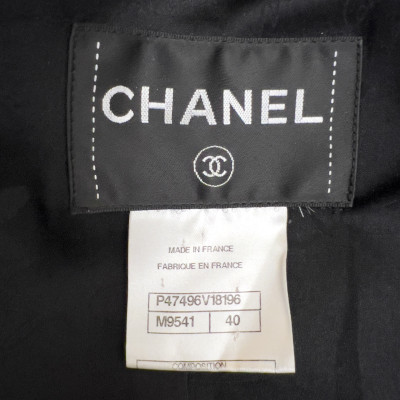 CHANEL
MADE IN FRANCE
FABRIQUE EN FRANCE
P47496V18196
M9541 40
COMPOSITION